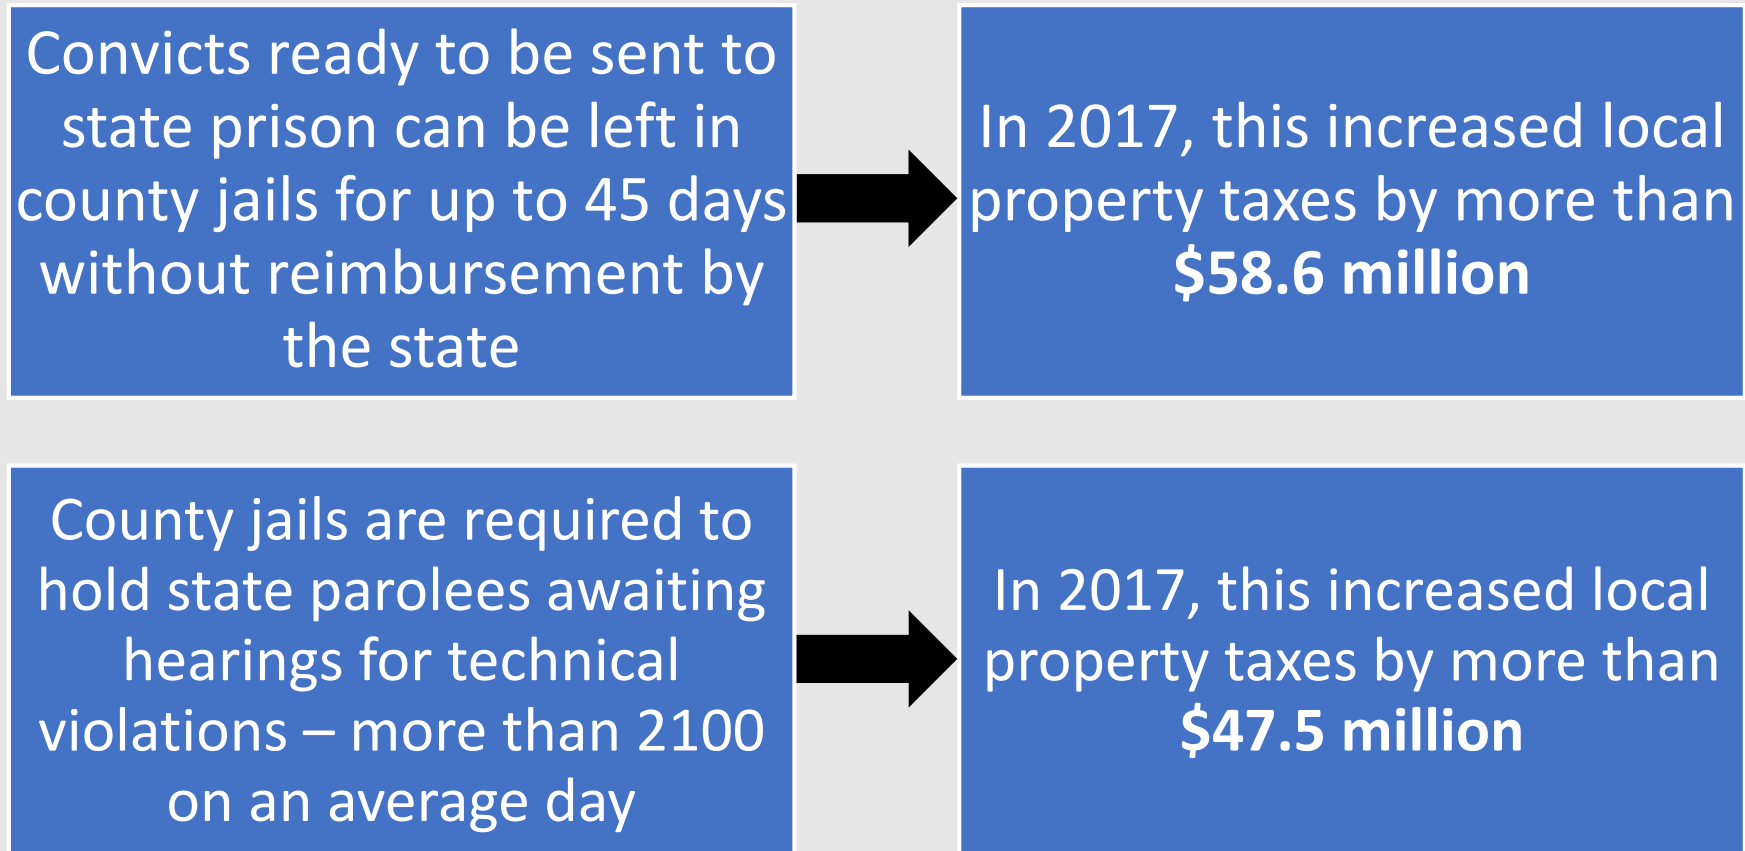 Convicts ready to be sent to
state prison can be left in
county jails for up to 45 days
without reimbursement by
the state
In 2017, this increased local
property taxes by more than
$58.6 million
County jails are required to
hold state parolees awaiting
hearings for technical
violations – more than 2100
on an average day
In 2017, this increased local
property taxes by more than
$47.5 million